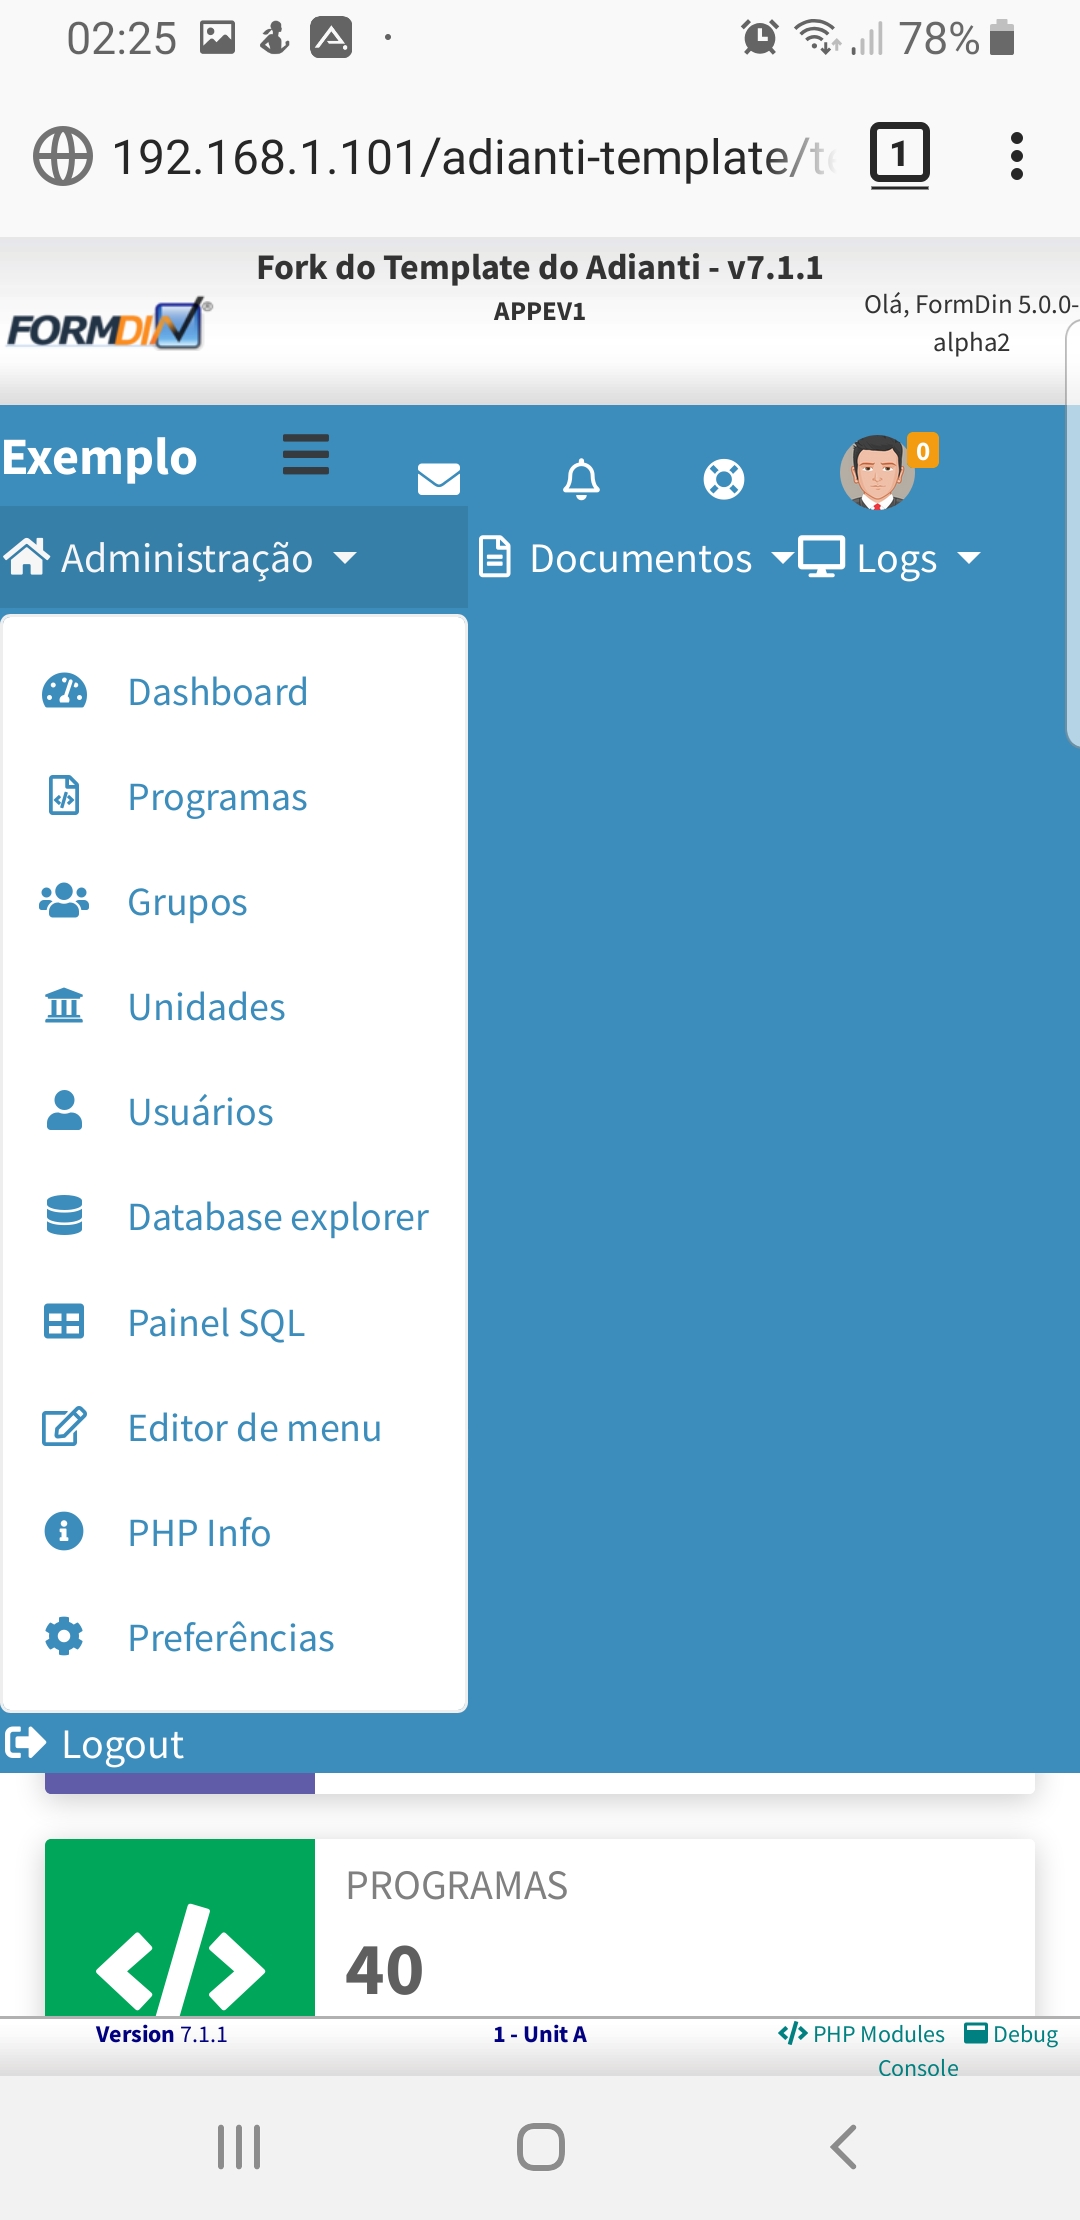 02:25 78%
192.168.1.101/adianti-template/te
Fork do Template do Adianti - v7.1.1
FORMDIN®
APPEV1
Olá, FormDin 5.0.0-
alpha2
Exemplo
0
Administração
Documentos
Logs
Dashboard
Programas
Grupos
Unidades
Usuários
Database explorer
Painel SQL
Editor de menu
PHP Info
Preferências
Logout
PROGRAMAS
40
Version 7.1.1
1 - Unit A
PHP Modules Debug
Console